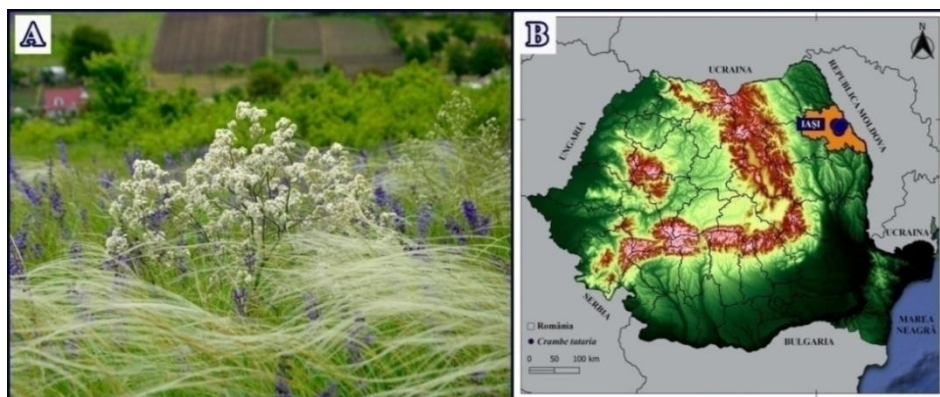 A
B
N
UCRAINA
REPUBLICA MOLDOVA
IAȘI
UNGARIA
UCRAINA
SERBIA
România
Crambe tataria
MAREA
NEAGRĂ
0 50 100 km
BULGARIA